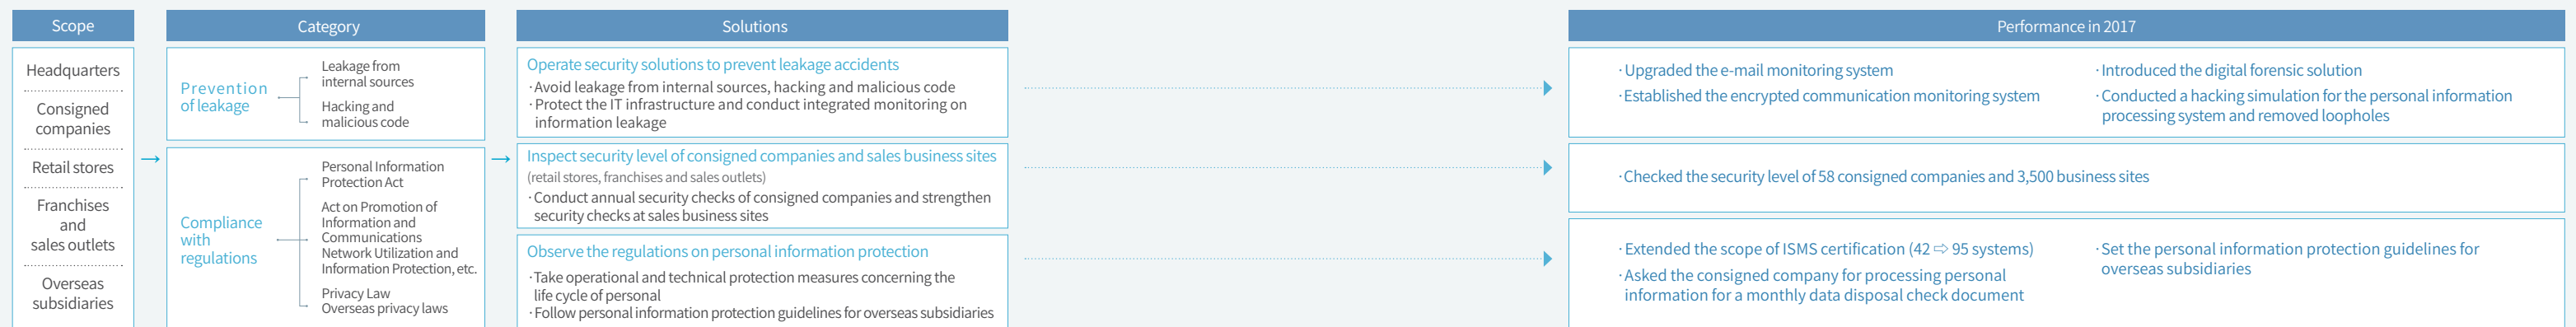 Scope
Headquarters
Consigned
companies
Retail stores
Franchises
and
sales outlets
Overseas
subsidiaries
Category
Prevention
of leakage
Leakage from
internal sources
Hacking and
malicious code
Compliance
with
regulations
Personal Information
Protection Act
Act on Promotion of
Information and
Communications
Network Utilization and
Information Protection, etc.
Privacy Law
Overseas privacy laws
Solutions
Operate security solutions to prevent leakage accidents
·Avoid leakage from internal sources, hacking and malicious code
·Protect the IT infrastructure and conduct integrated monitoring on
information leakage
Inspect security level of consigned companies and sales business sites
(retail stores, franchises and sales outlets)
·Conduct annual security checks of consigned companies and strengthen
security checks at sales business sites
Observe the regulations on personal information protection
·Take operational and technical protection measures concerning the
life cycle of personal
·Follow personal information protection guidelines for overseas subsidiaries
Performance in 2017
·Upgraded the e-mail monitoring system
·Established the encrypted communication monitoring system
·Introduced the digital forensic solution
·Conducted a hacking simulation for the personal information
processing system and removed loopholes
·Checked the security level of 58 consigned companies and 3,500 business sites
·Extended the scope of ISMS certification (42 ⇨ 95 systems)
·Asked the consigned company for processing personal
information for a monthly data disposal check document
·Set the personal information protection guidelines for
overseas subsidiaries